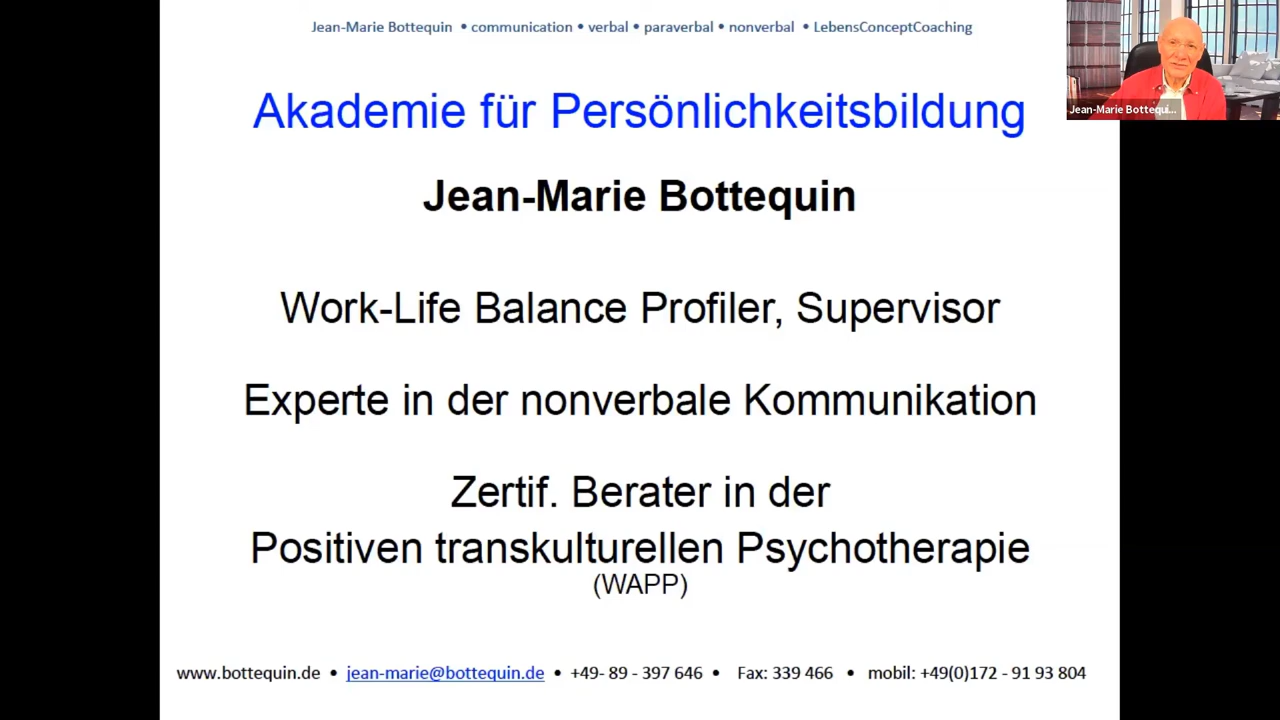 Jean-Marie Bottequin • communication • verbal • paraverbal • nonverbal • LebensConceptCoaching
Jean-Marie Bottequi...
Akademie für Persönlichkeitsbildung
Jean-Marie Bottequin
Work-Life Balance Profiler, Supervisor
Experte in der nonverbale Kommunikation
Zertif. Berater in der
Positiven transkulturellen Psychotherapie
(WAPP)
www.bottequin.de • jean-marie@bottequin.de • +49- 89 - 397 646 • Fax: 339 466 • mobil: +49(0)172 - 91 93 804